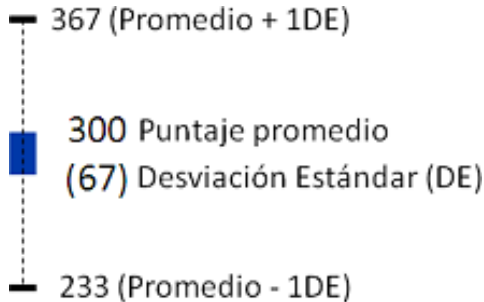 367 (Promedio + 1DE)
300 Puntaje promedio
(67) Desviación Estándar (DE)
233 (Promedio - 1DE)